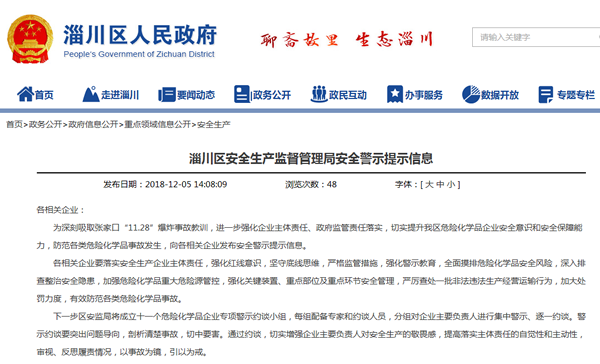 淄川区人民政府
People's Government of Zichuan District
聊斋故里 生态淄川
请输入关键字
首页 走进淄川 要闻动态 政务公开 政民互动 办事服务 数据开放 专题专栏
首页>政务公开>政府信息公开>重点领域信息公开>安全生产
淄川区安全生产监督管理局安全警示提示信息
发布日期：2018-12-05 14:08:09 浏览次数：48 字体：[ 大 中 小 ]
各相关企业：
为深刻吸取张家口“11.28”爆炸事故教训，进一步强化企业主体责任、政府监管责任落实，切实提升我区危险化学品企业安全意识和安全保障能
力，防范各类危险化学品事故发生，向各相关企业发布安全警示提示信息。
各相关企业要落实安全生产企业主体责任，强化红线意识，坚守底线思维，严格监管措施，强化警示教育，全面摸排危险化学品安全风险，深入排
查整治安全隐患，加强危险化学品重大危险源管控，强化关键装置、重点部位及重点环节安全管理，严厉查处一批非法违法生产经营运输行为，加大处
罚力度，有效防范各类危险化学品事故。
下一步区安监局将成立十一个危险化学品企业专项警示约谈小组，每组配备专家和约谈人员，分组对企业主要负责人进行集中警示、逐一约谈。警
示约谈要突出问题导向，剖析清楚事故，切中要害。通过约谈，切实增强企业主要负责人对安全生产的敬畏感，提高落实主体责任的自觉性和主动性，
审视、反思履责情况，以事故为镜，引以为戒。